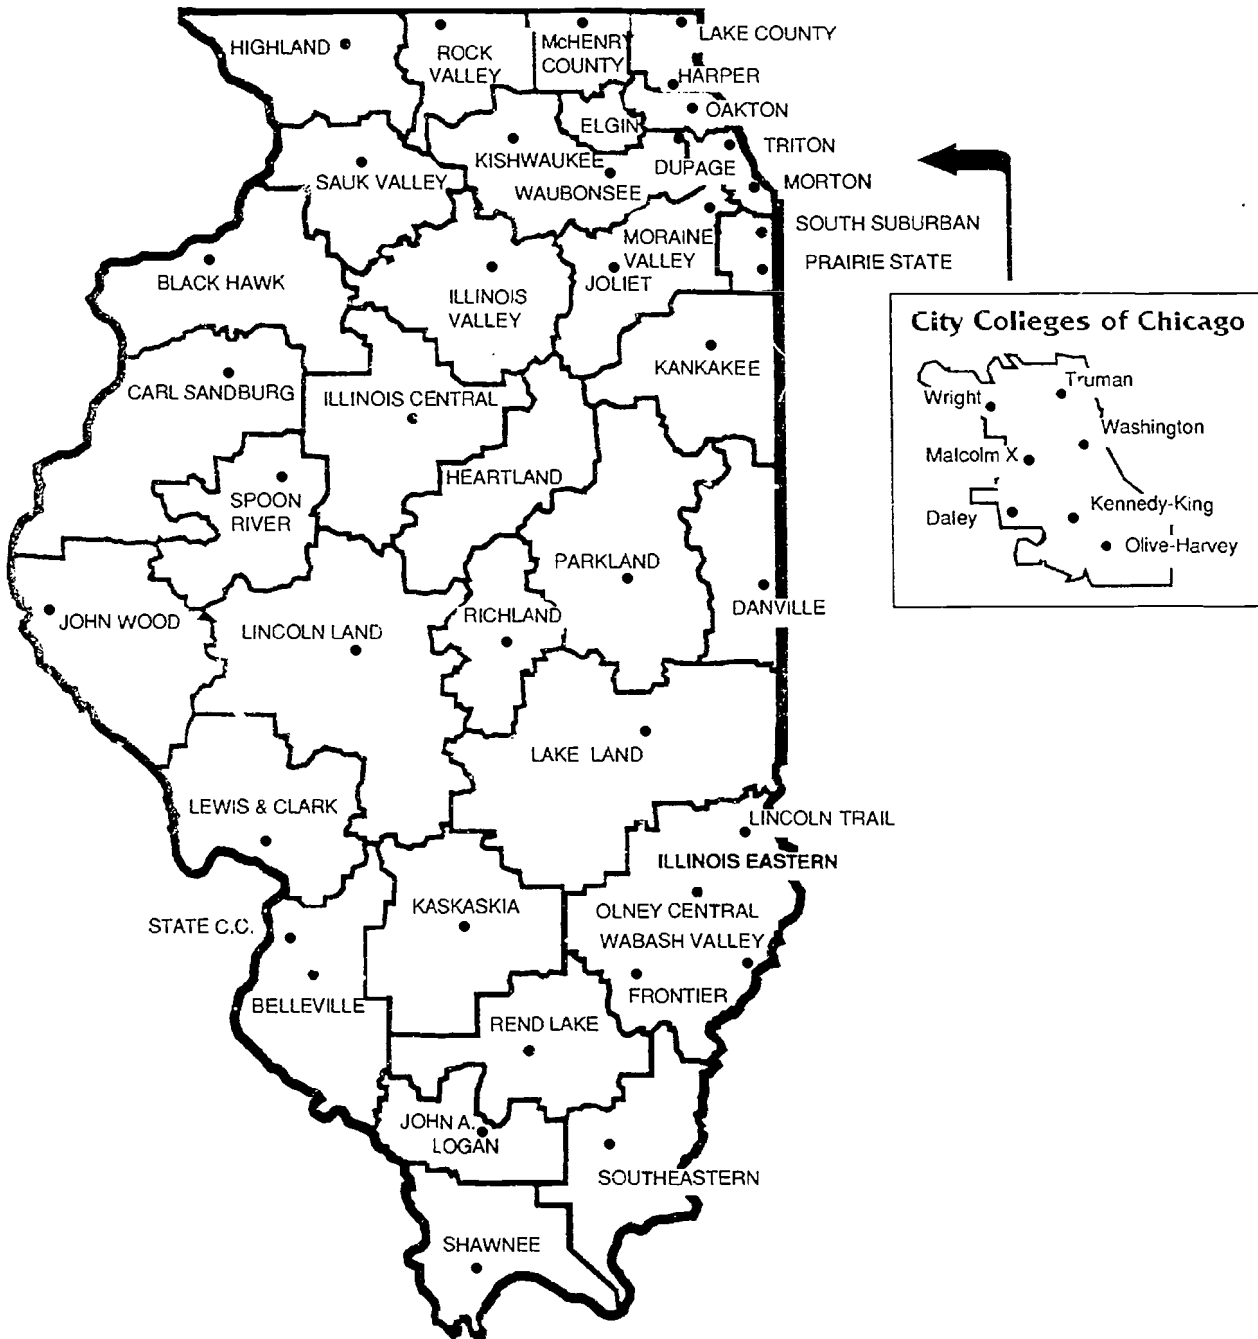 HIGHLAND
ROCK
VALLEY
McHENRY
COUNTY
LAKE COUNTY
HARPER
OAKTON
ELGIN
TRITON
KISHWAUKEE
DUPAGE
SAUK VALLEY
WAUBONSEE
MORTON
SOUTH SUBURBAN
MORAINE
VALLEY
PRAIRIE STATE
BLACK HAWK
ILLINOIS
VALLEY
JOLIET
KANKAKEE
CARL SANDBURG
ILLINOIS CENTRAL
HEARTLAND
SPOON
RIVER
PARKLAND
DANVILLE
JOHN WOOD
LINCOLN LAND
RICHLAND
LAKE LAND
LEWIS & CLARK
LINCOLN TRAIL
ILLINOIS EASTERN
KASKASKIA
OLNEY CENTRAL
STATE C.C.
WABASH VALLEY
BELLEVILLE
FRONTIER
REND LAKE
JOHN A.
LOGAN
SOUTHEASTERN
SHAWNEE
City Colleges of Chicago
Truman
Wright
Washington
Malcolm X
Kennedy-King
Daley
Olive-Harvey